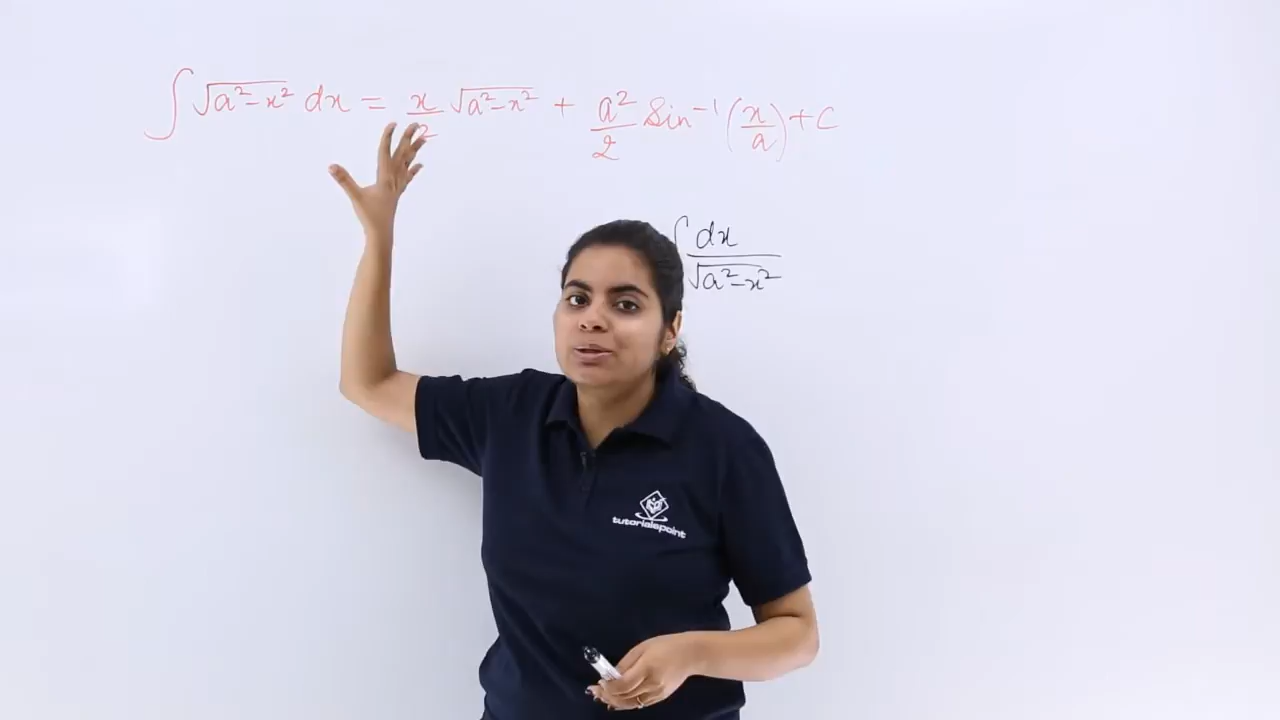 ∫ √a²-x² dx = x/2 √a²-x² + a²/2 Sin⁻¹ (x/a) + C
∫ dx/√a²-x²
tutorialspoint